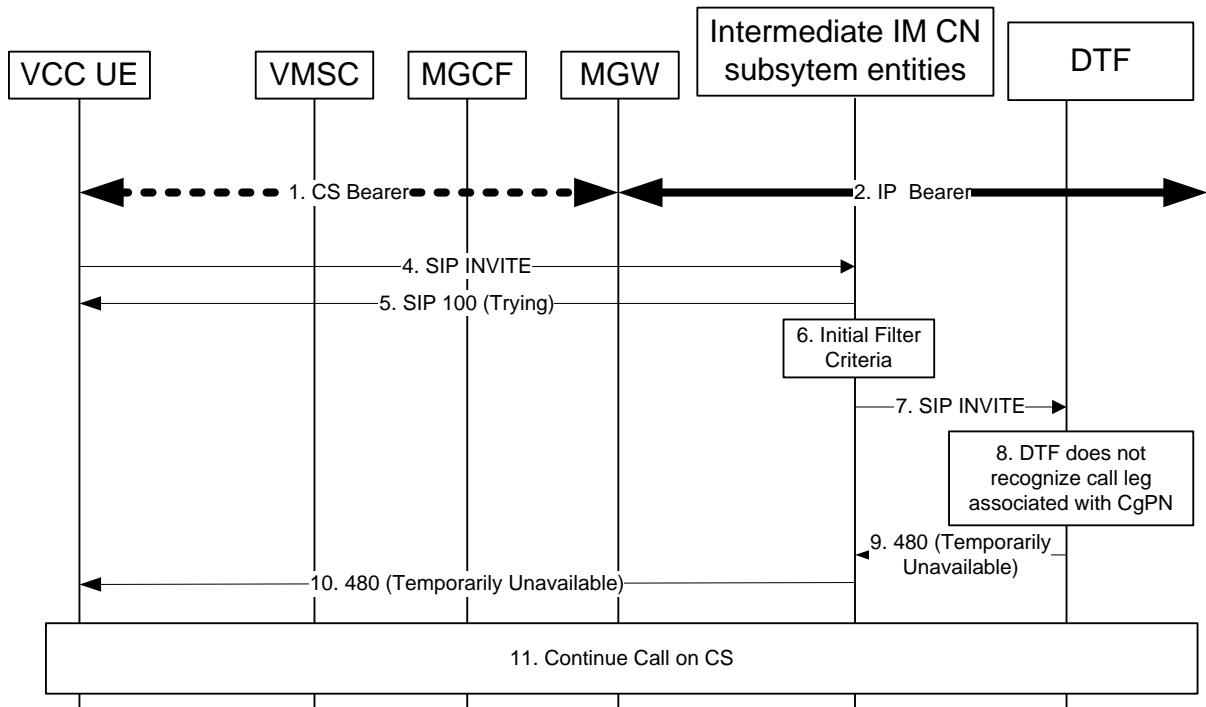 Intermediate IM CN
subsytem entities
VCC UE
VMSC
MGCF
MGW
DTF
1. CS Bearer
2. IP Bearer
4. SIP INVITE
5. SIP 100 (Trying)
6. Initial Filter
Criteria
7. SIP INVITE
8. DTF does not
recognize call leg
associated with CgPN
9. 480 (Temporarily
Unavailable)
10. 480 (Temporarily Unavailable)
11. Continue Call on CS